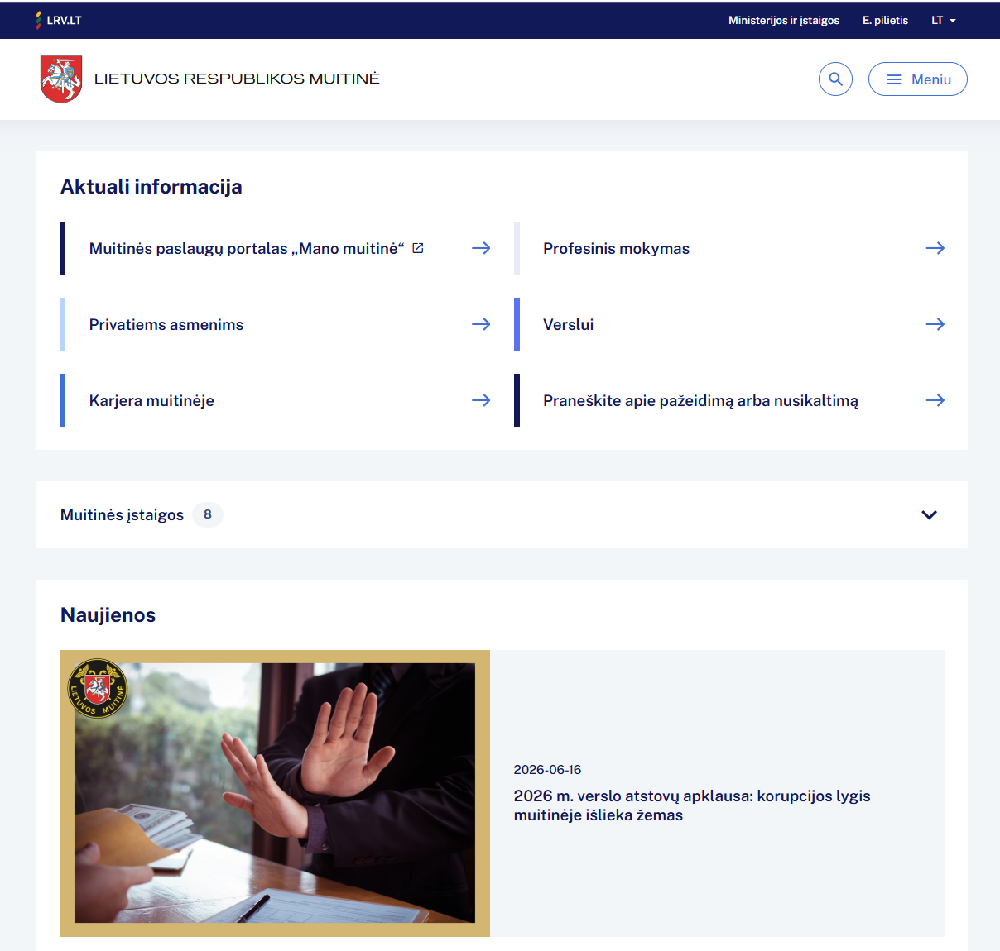 LRV.LT
Ministerijos ir įstaigos
E. pilietis
LT
LIETUVOS RESPUBLIKOS MUITINĖ
Meniu
Aktuali informacija
Muitinės paslaugų portalas „Mano muitinė“
Profesinis mokymas
Privatiems asmenims
Verslui
Karjera muitinėje
Praneškite apie pažeidimą arba nusikaltimą
Muitinės įstaigos
8
Naujienos
LIETUVOS MUITINĖ
2026-06-16
2026 m. verslo atstovų apklausa: korupcijos lygis
muitinėje išlieka žemas